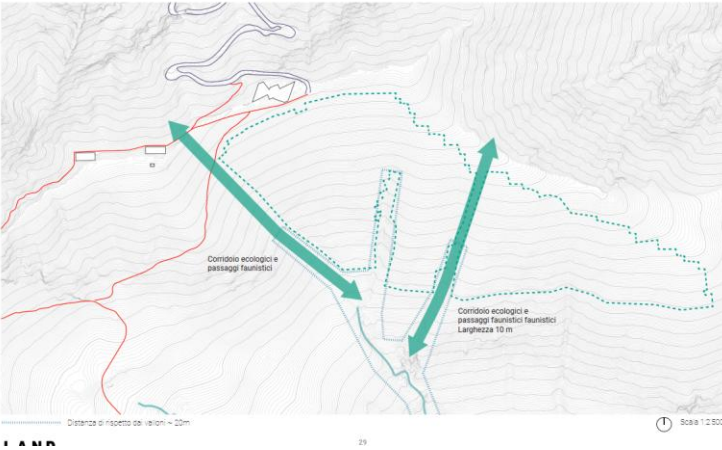 Corridoio ecologici e
passaggi faunistici
Corridoio ecologici e
passaggi faunistici faunistici
Larghezza 10 m
Distanza di rispetto dai valloni ~ 20m
Scala 1:2.500
LAND
29